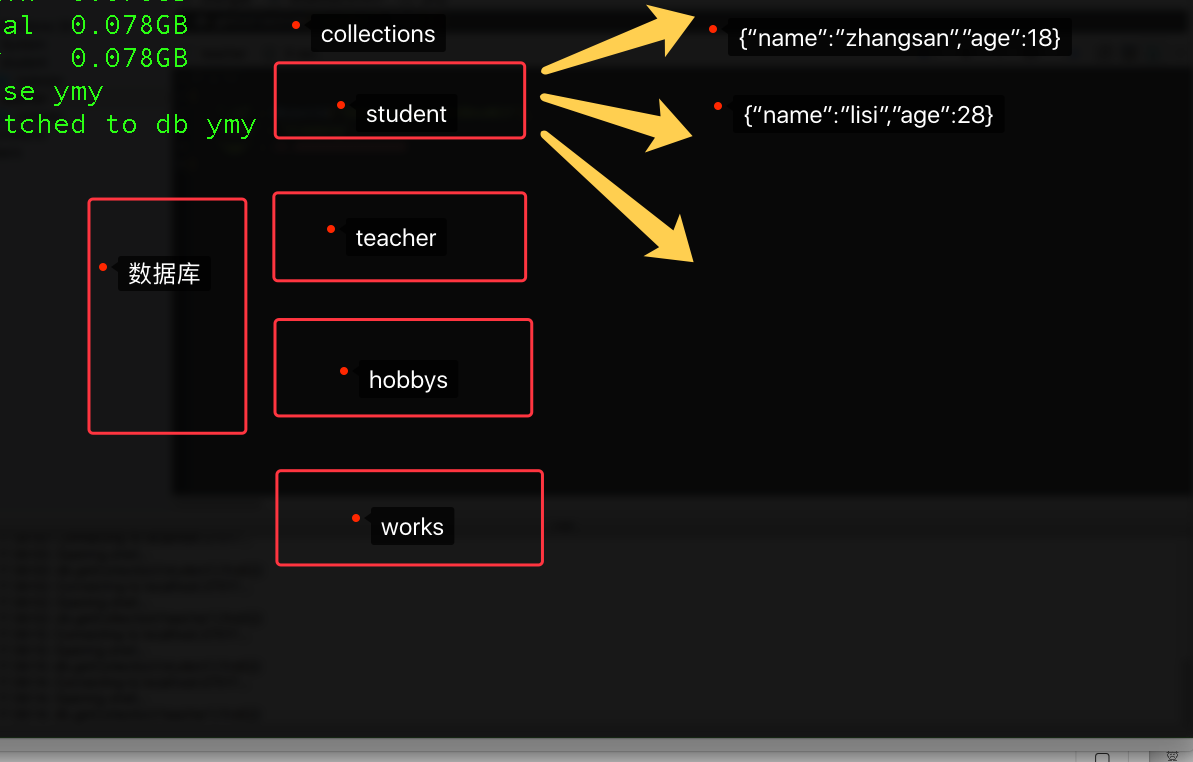 al 0.078GB
0.078GB
se ymy
tched to db ymy
collections
student
teacher
数据库
hobbys
works
{“name”:”zhangsan”,”age”:18}
{“name”:”lisi”,”age”:28}